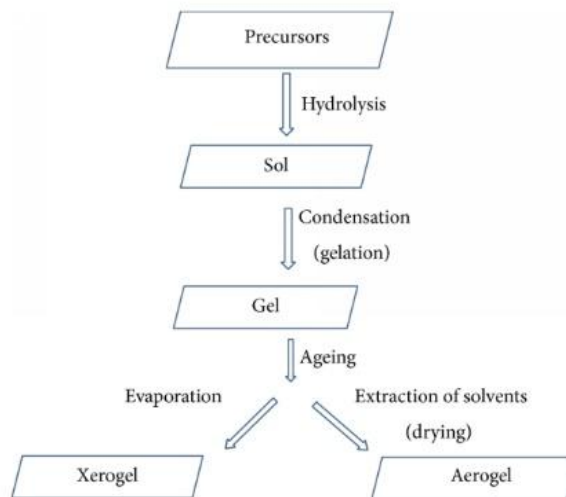 Precursors
Hydrolysis
Sol
Condensation
(gelation)
Gel
Ageing
Evaporation
Extraction of solvents
(drying)
Xerogel
Aerogel